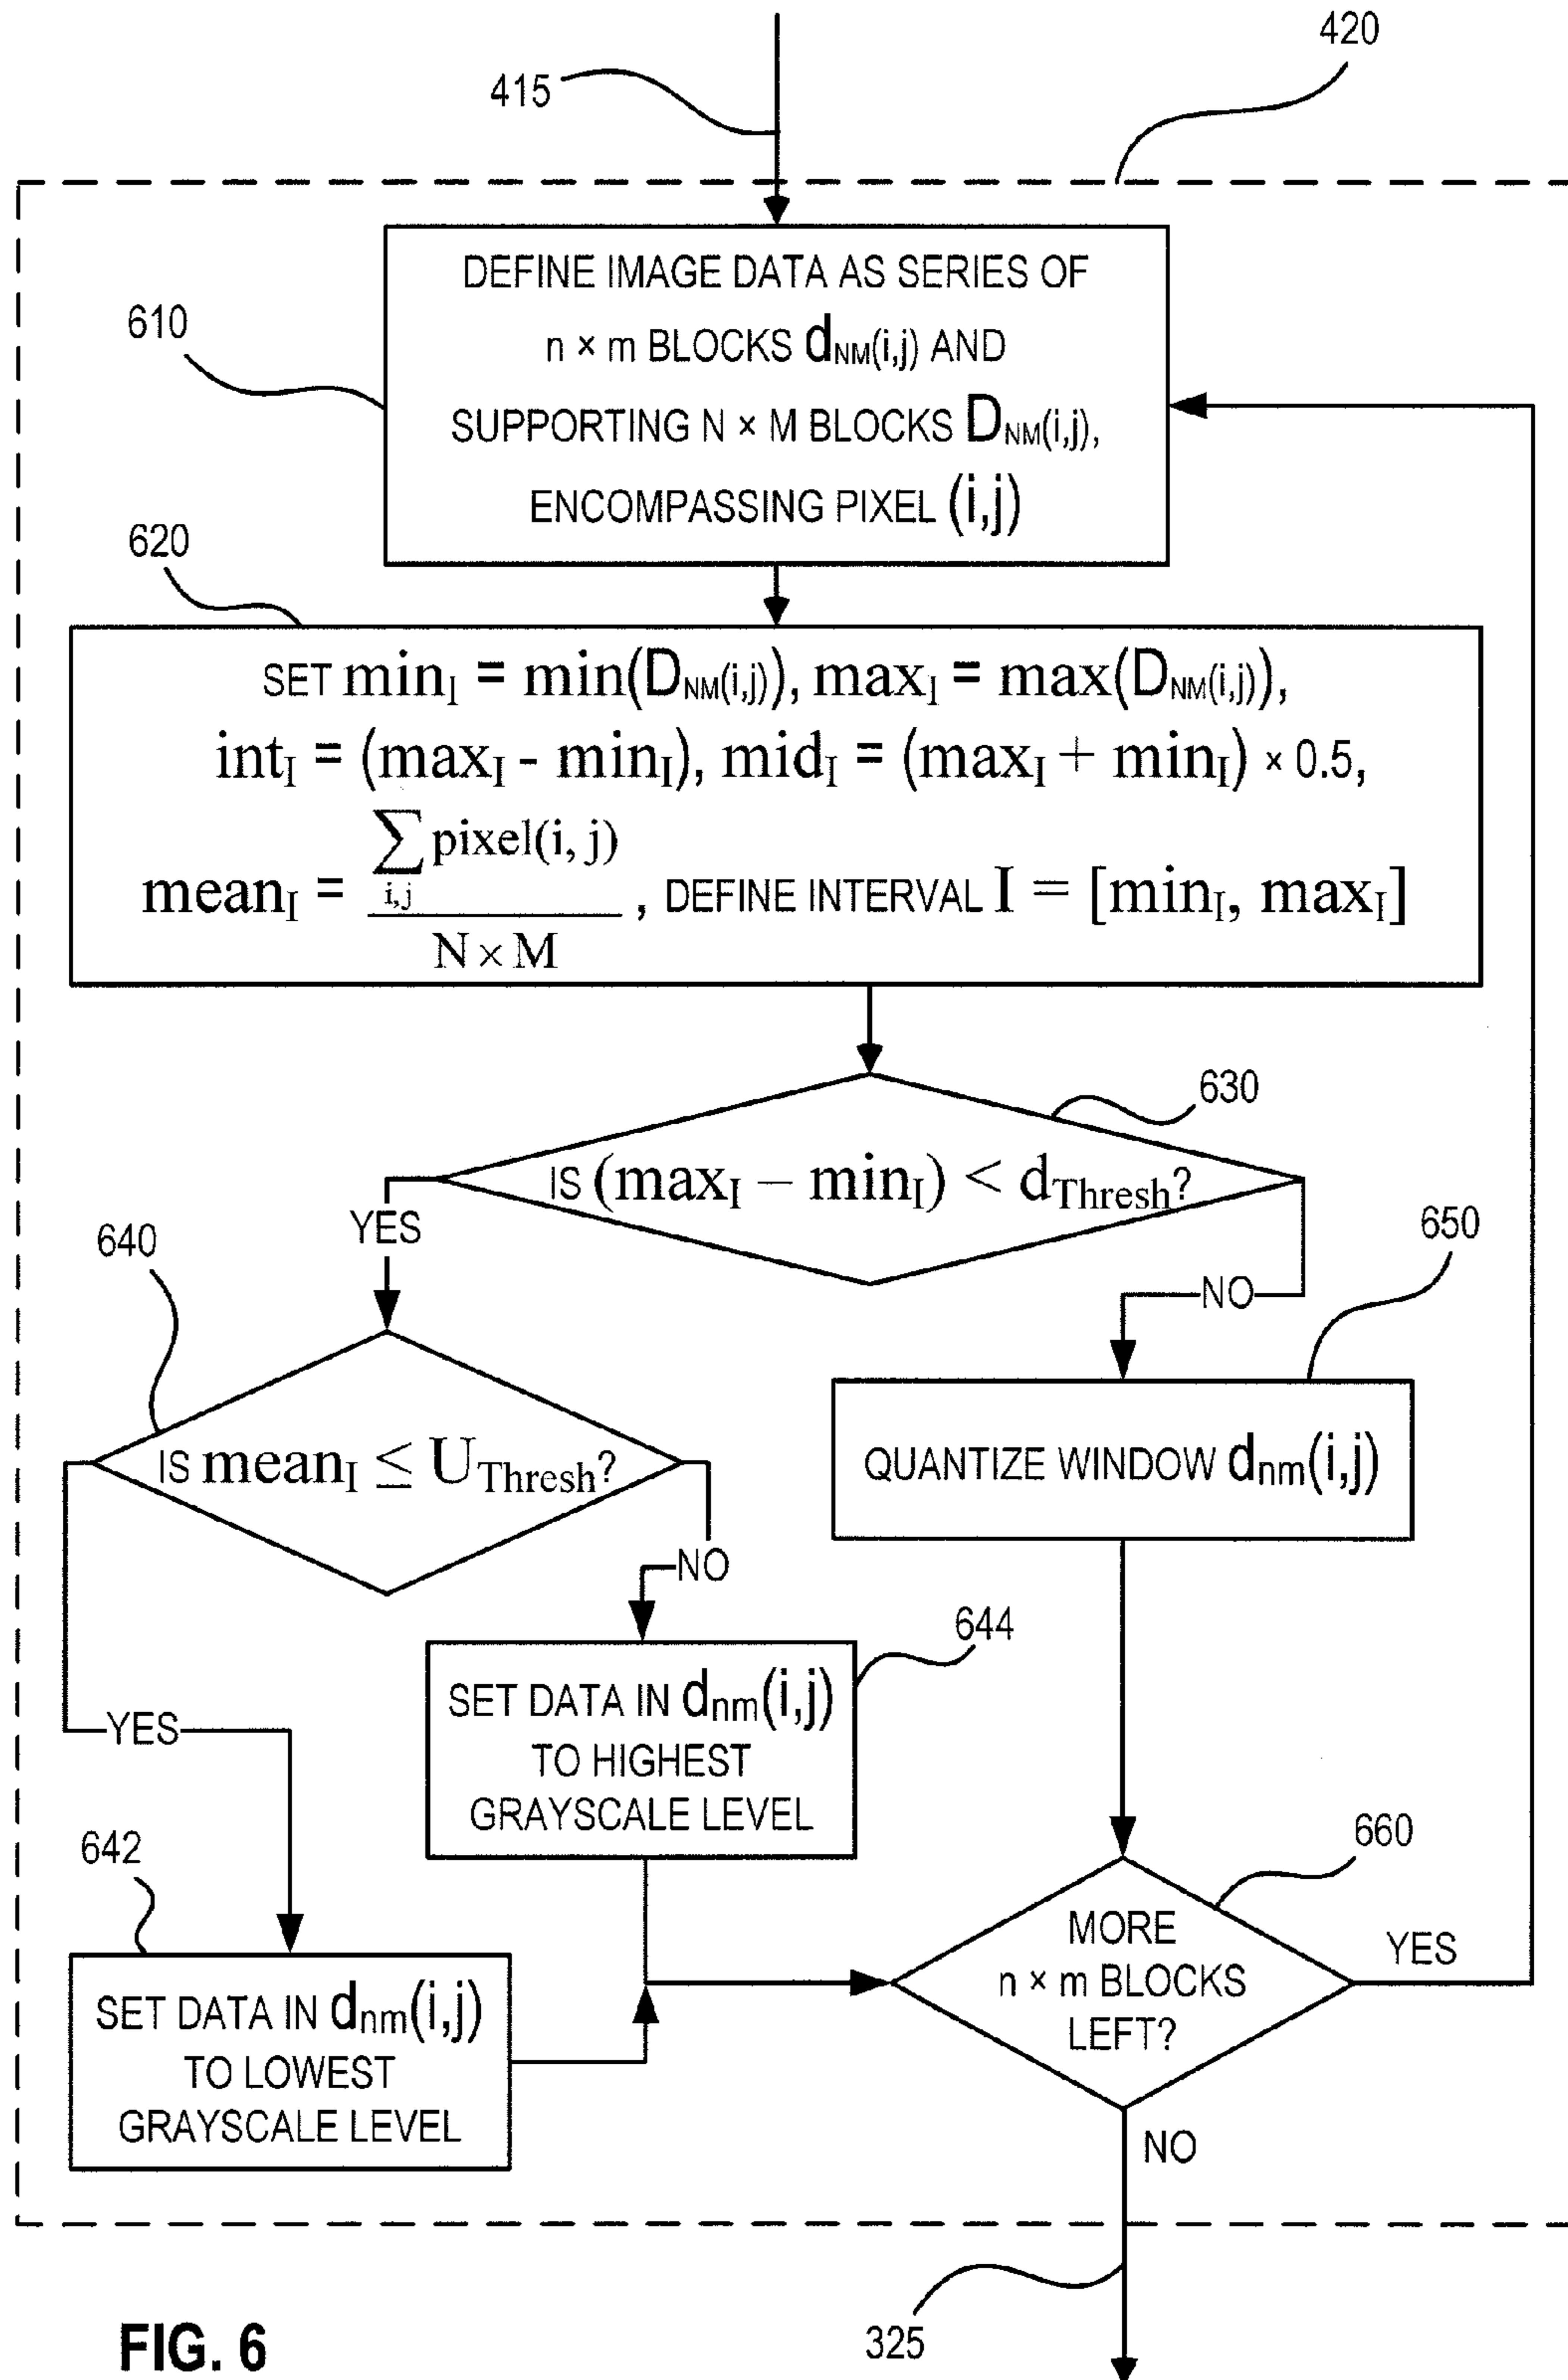 420
415
610
DEFINE IMAGE DATA AS SERIES OF
n × m BLOCKS dNM(i,j) AND
SUPPORTING N × M BLOCKS DNM(i,j),
ENCOMPASSING PIXEL (i,j)
620
SET minI = min(DNM(i,j)), maxI = max(DNM(i,j)),
intI = (maxI - minI), midI = (maxI + minI) × 0.5,
∑ pixel(i, j)
i,j
meanI = , DEFINE INTERVAL I = [minI, maxI]
N × M
630
IS (maxI – minI) < dThresh?
YES
NO
640
650
IS meanI ≤ UThresh?
QUANTIZE WINDOW dnm(i,j)
NO
YES
644
SET DATA IN dnm(i,j)
TO HIGHEST
GRAYSCALE LEVEL
642
SET DATA IN dnm(i,j)
TO LOWEST
GRAYSCALE LEVEL
660
MORE
n × m BLOCKS
LEFT?
YES
NO
325
FIG. 6